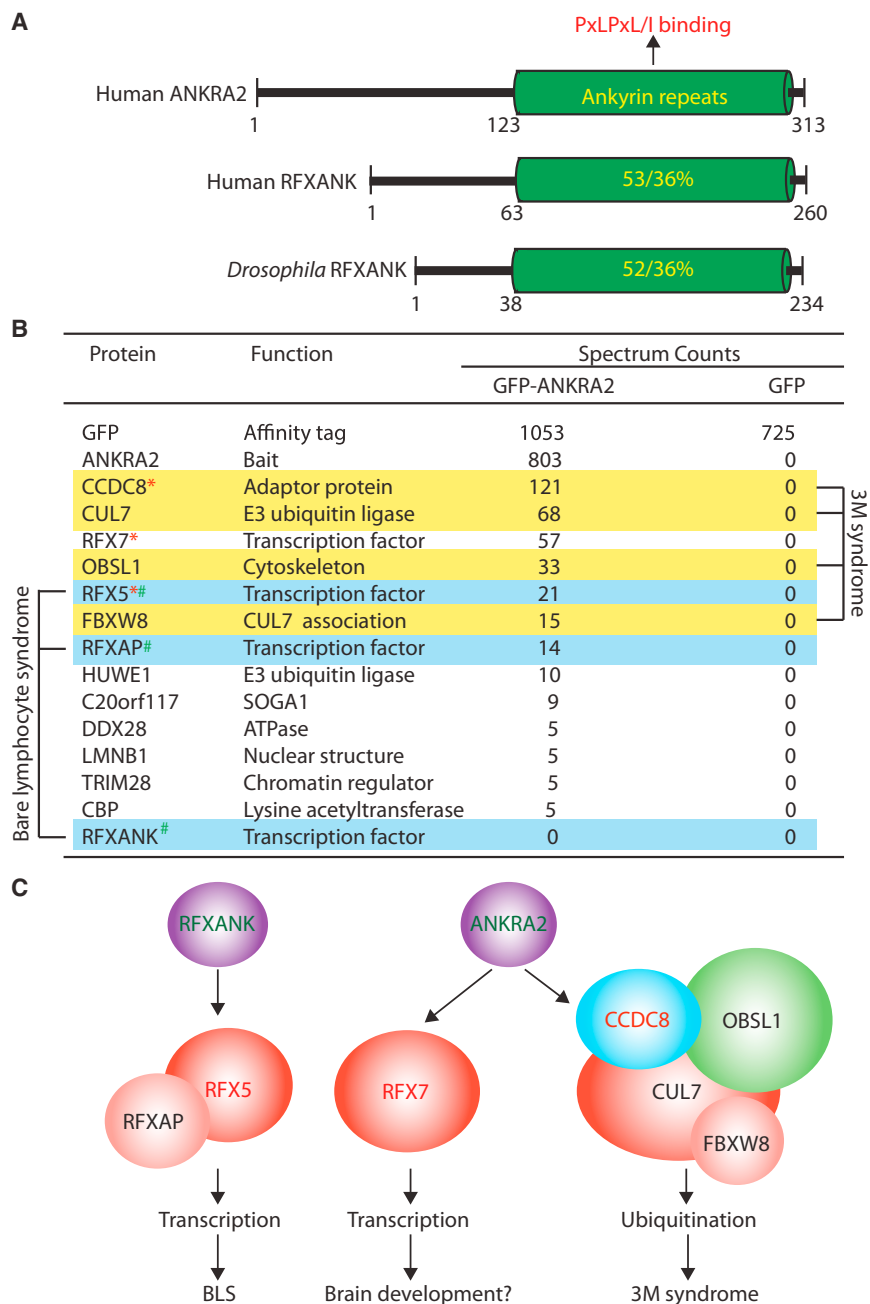 A
PxLPxL/I binding
Human ANKRA2
Ankyrin repeats
1 123 313
Human RFXANK
53/36%
1 63 260
Drosophila RFXANK
52/36%
1 38 234
B
Protein Function Spectrum Counts
GFP-ANKRA2 GFP
GFP Affinity tag 1053 725
ANKRA2 Bait 803 0
CCDC8* Adaptor protein 121 0
CUL7 E3 ubiquitin ligase 68 0
RFX7* Transcription factor 57 0
OBSL1 Cytoskeleton 33 0
RFX5*# Transcription factor 21 0
FBXW8 CUL7 association 15 0
RFXAP# Transcription factor 14 0
HUWE1 E3 ubiquitin ligase 10 0
C20orf117 SOGA1 9 0
DDX28 ATPase 5 0
LMNB1 Nuclear structure 5 0
TRIM28 Chromatin regulator 5 0
CBP Lysine acetyltransferase 5 0
RFXANK# Transcription factor 0 0
3M syndrome
Bare lymphocyte syndrome
C
RFXANK
ANKRA2
RFX5
RFXAP
RFX7
CCDC8
OBSL1
CUL7
FBXW8
Transcription Transcription Ubiquitination
BLS Brain development? 3M syndrome